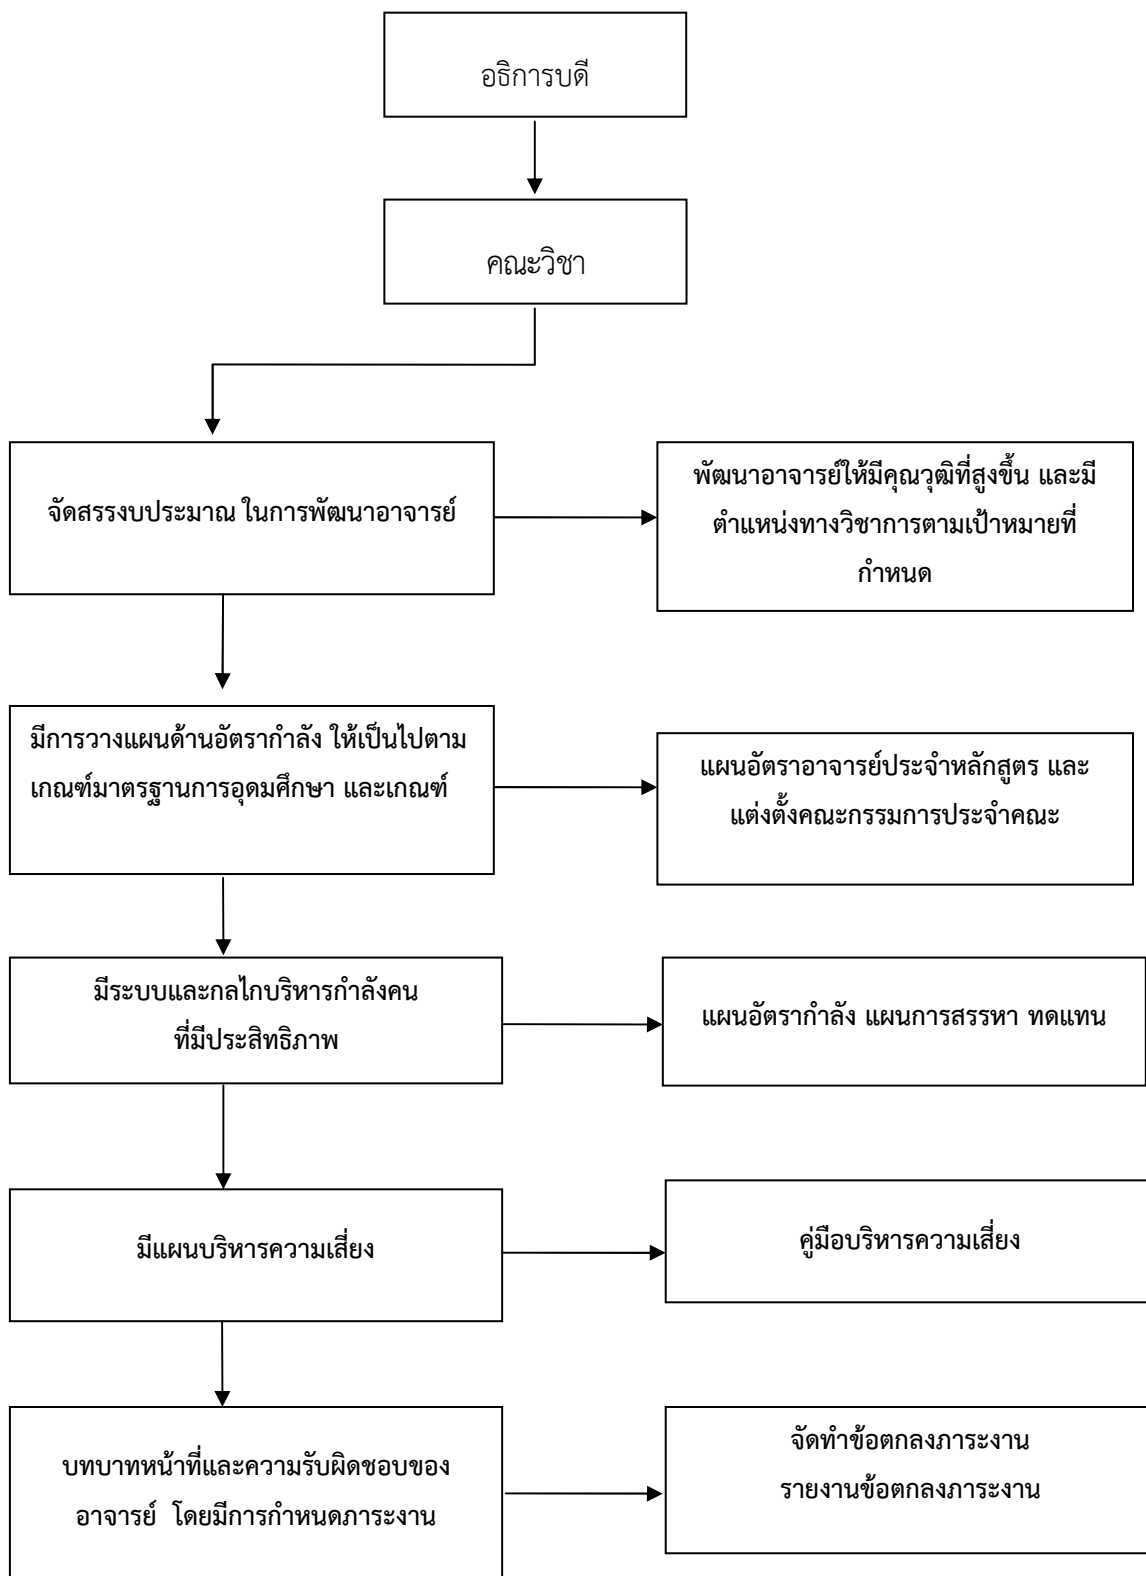 อธิการบดี
คณะวิชา
จัดสรรงบประมาณ ในการพัฒนาอาจารย์
พัฒนาอาจารย์ให้มีคุณวุฒิที่สูงขึ้น และมี
ตำแหน่งทางวิชาการตามเป้าหมายที่
กำหนด
มีการวางแผนด้านอัตรากำลัง ให้เป็นไปตาม
เกณฑ์มาตรฐานการอุดมศึกษา และเกณฑ์
แผนอัตราอาจารย์ประจำหลักสูตร และ
แต่งตั้งคณะกรรมการประจำคณะ
มีระบบและกลไกบริหารกำลังคน
ที่มีประสิทธิภาพ
แผนอัตรากำลัง แผนการสรรหา ทดแทน
มีแผนบริหารความเสี่ยง
คู่มือบริหารความเสี่ยง
บทบาทหน้าที่และความรับผิดชอบของ
อาจารย์ โดยมีการกำหนดภาระงาน
จัดทำข้อตกลงภาระงาน
รายงานข้อตกลงภาระงาน